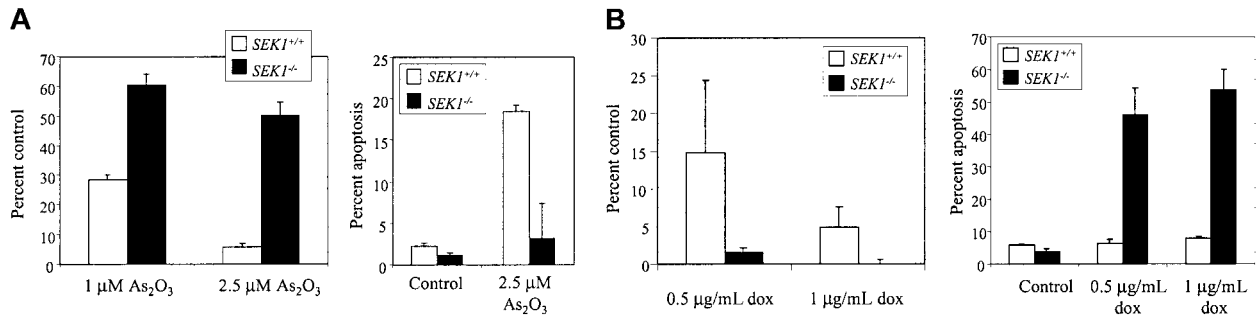 A
Percent control
70
60
50
40
30
20
10
0
SEK1+/+
SEK1-/-
1 µM As2O3
2.5 µM As2O3
Percent apoptosis
25
20
15
10
5
0
SEK1+/+
SEK1-/-
Control
2.5 µM
As2O3
B
Percent control
30
25
20
15
10
5
0
SEK1+/+
SEK1-/-
0.5 µg/mL dox
1 µg/mL dox
Percent apoptosis
70
60
50
40
30
20
10
0
SEK1+/+
SEK1-/-
Control
0.5 µg/mL
dox
1 µg/mL
dox